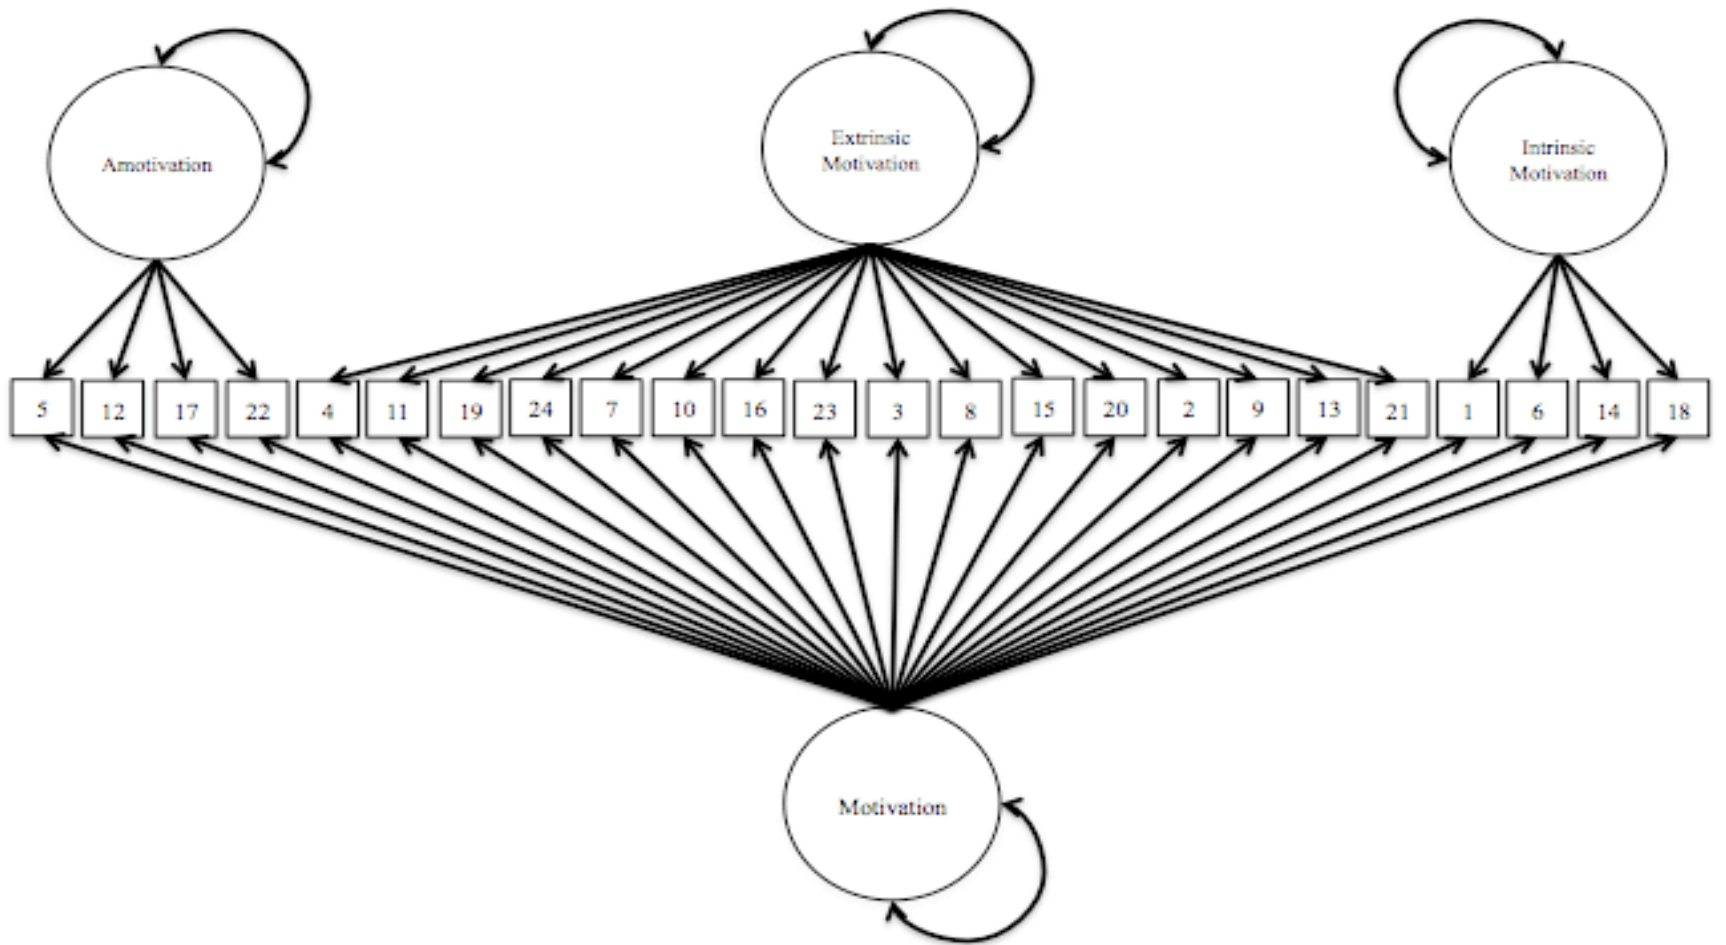 Amotivation
Extrinsic
Motivation
Intrinsic
Motivation
5 12 17 22 4 11 19 24 7 10 16 23 3 8 15 20 2 9 13 21 1 6 14 18
Motivation